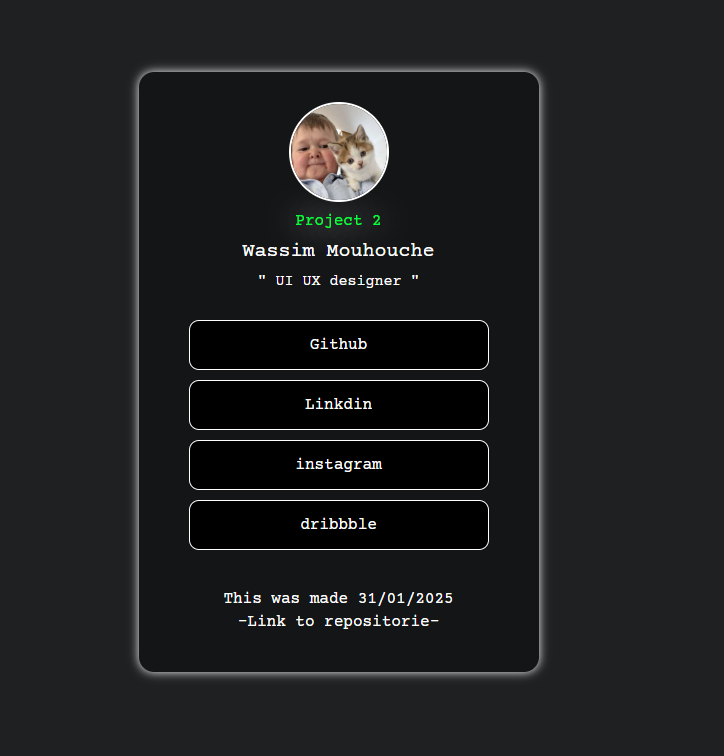 Project 2
Wassim Mouhouche
" UI UX designer "
Github
Linkdin
instagram
dribbble
This was made 31/01/2025
-Link to repositorie-